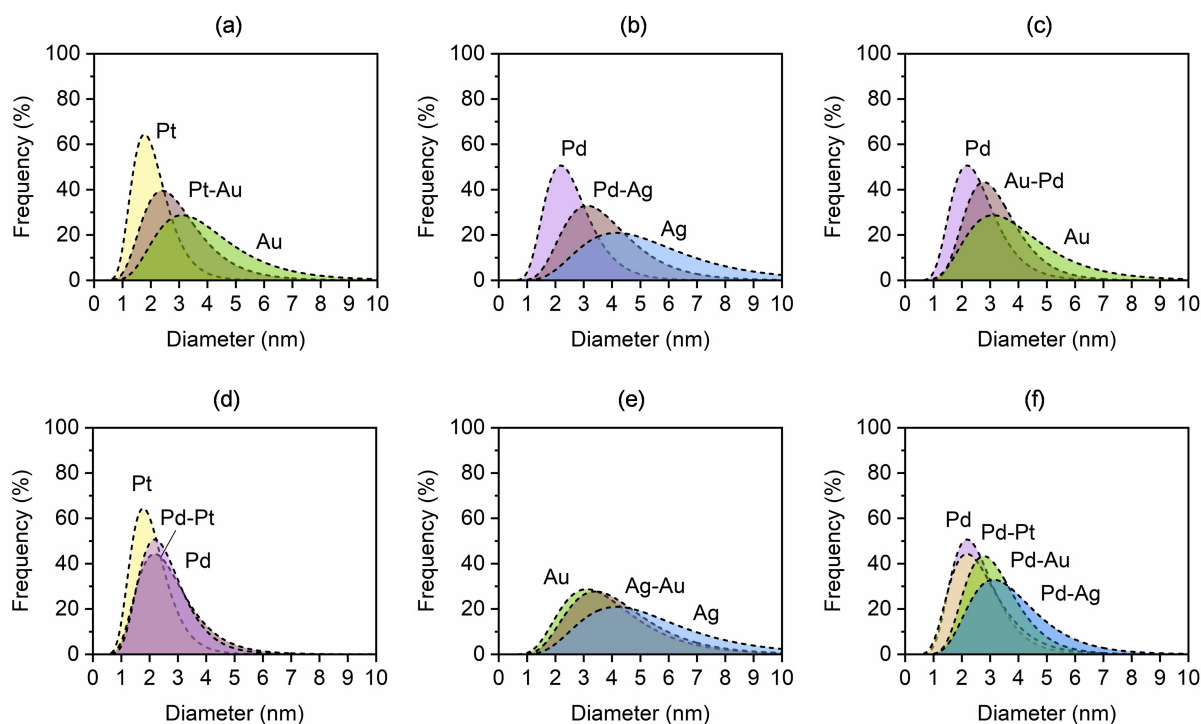 (a)
100
80
60
40
20
0
Frequency (%)
Pt
Pt-Au
Au
0 1 2 3 4 5 6 7 8 9 10
Diameter (nm)
(b)
100
80
60
40
20
0
Frequency (%)
Pd
Pd-Ag
Ag
0 1 2 3 4 5 6 7 8 9 10
Diameter (nm)
(c)
100
80
60
40
20
0
Frequency (%)
Pd
Au-Pd
Au
0 1 2 3 4 5 6 7 8 9 10
Diameter (nm)
(d)
100
80
60
40
20
0
Frequency (%)
Pt
Pd-Pt
Pd
0 1 2 3 4 5 6 7 8 9 10
Diameter (nm)
(e)
100
80
60
40
20
0
Frequency (%)
Au
Ag-Au
Ag
0 1 2 3 4 5 6 7 8 9 10
Diameter (nm)
(f)
100
80
60
40
20
0
Frequency (%)
Pd
Pd-Pt
Pd-Au
Pd-Ag
0 1 2 3 4 5 6 7 8 9 10
Diameter (nm)